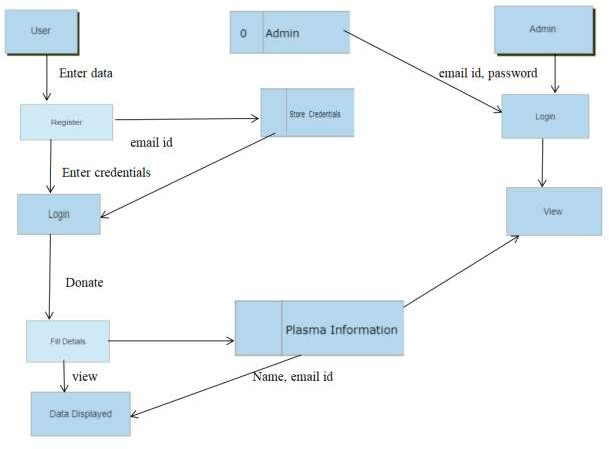 User
0 Admin
Admin
Enter data
email id, password
Register
Store Credentials
Login
email id
Enter credentials
Login
View
Donate
Plasma Information
Fill Detials
view
Name, email id
Data Displayed